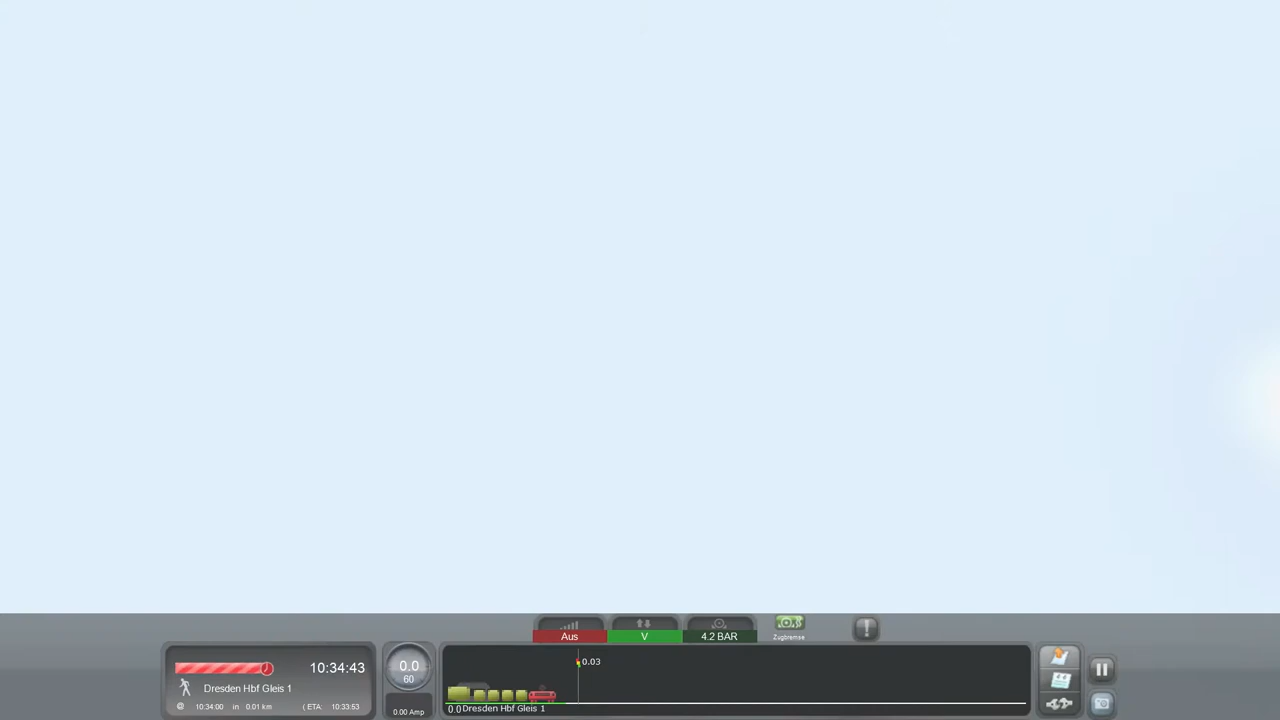 Aus
V
4.2 BAR
Zugbremse
10:34:43
Dresden Hbf Gleis 1
@ 10:34:00 in 0.01 km ( ETA: 10:33:53
0.0
60
0.00 Amp
0.03
0.0 Dresden Hbf Gleis 1